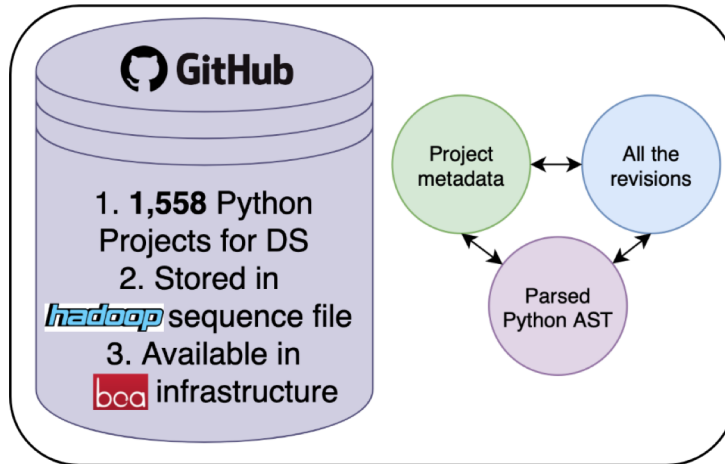 GitHub
1. 1,558 Python
Projects for DS
2. Stored in
hadoop sequence file
3. Available in
boa infrastructure
Project
metadata
All the
revisions
Parsed
Python AST